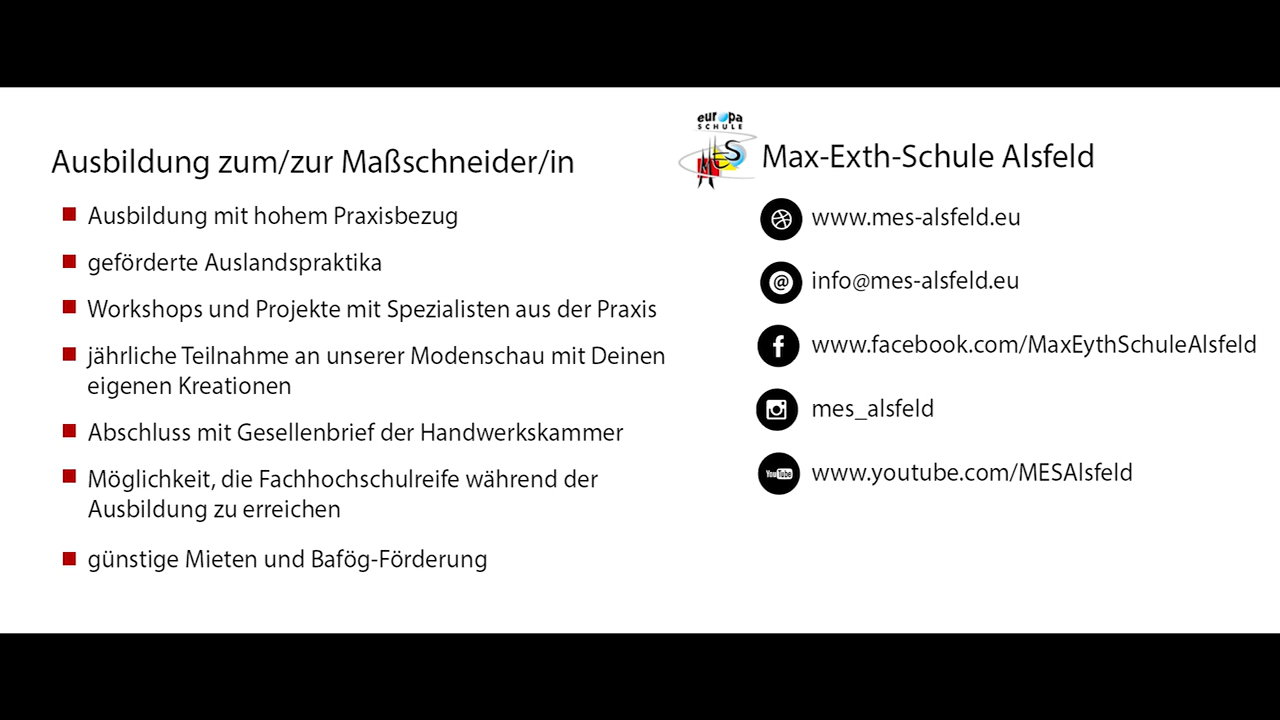 Ausbildung zum/zur Maßschneider/in
Ausbildung mit hohem Praxisbezug
geförderte Auslandspraktika
Workshops und Projekte mit Spezialisten aus der Praxis
jährliche Teilnahme an unserer Modenschau mit Deinen
eigenen Kreationen
Abschluss mit Gesellenbrief der Handwerkskammer
Möglichkeit, die Fachhochschulreife während der
Ausbildung zu erreichen
günstige Mieten und Bafög-Förderung
europa
SCHULE
MES
Max-Exth-Schule Alsfeld
www.mes-alsfeld.eu
@ info@mes-alsfeld.eu
f www.facebook.com/MaxEythSchuleAlsfeld
mes_alsfeld
YouTube www.youtube.com/MESAlsfeld